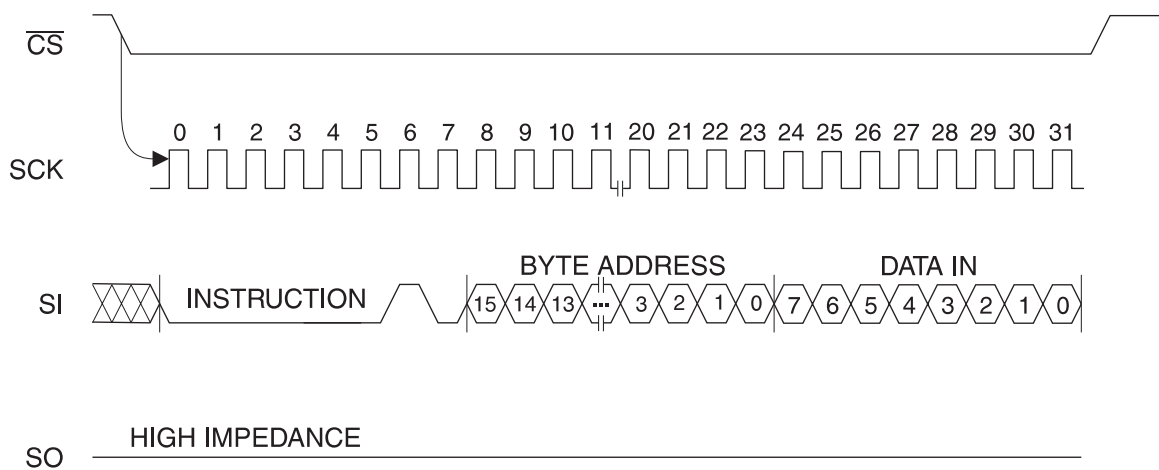 CS
0 1 2 3 4 5 6 7 8 9 10 11 20 21 22 23 24 25 26 27 28 29 30 31
SCK
BYTE ADDRESS DATA IN
SI INSTRUCTION 15 14 13 ... 3 2 1 0 7 6 5 4 3 2 1 0
HIGH IMPEDANCE
SO